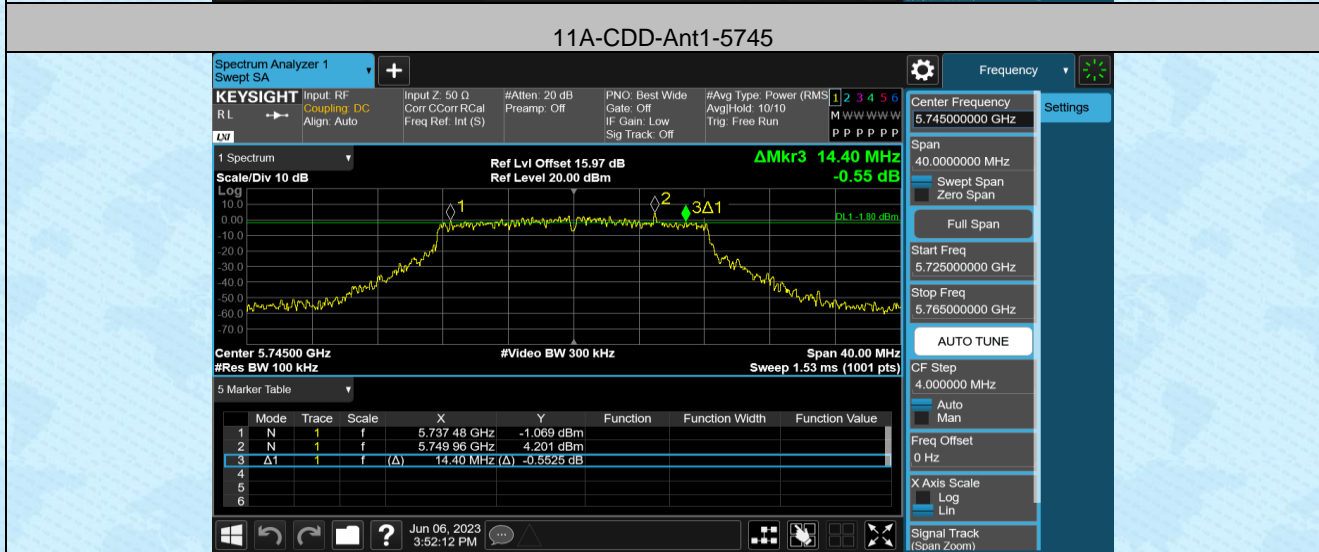 11A-CDD-Ant1-5745
Spectrum Analyzer 1
Swept SA
+
Frequency
KEYSIGHT
R L
LXI
Input: RF
Coupling: DC
Align: Auto
Input Z: 50 Ω
Corr CCorr RCal
Freq Ref: Int (S)
#Atten: 20 dB
Preamp: Off
PNO: Best Wide
Gate: Off
IF Gain: Low
Sig Track: Off
#Avg Type: Power (RMS
Avg|Hold: 10/10
Trig: Free Run
1 2 3 4 5 6
M W W W W W
P P P P P P
1 Spectrum
Scale/Div 10 dB
Ref Lvl Offset 15.97 dB
Ref Level 20.00 dBm
ΔMkr3 14.40 MHz
-0.55 dB
Log
10.0
0.00
-10.0
-20.0
-30.0
-40.0
-50.0
-60.0
-70.0
1
2
3Δ1
DL1 -1.80 dBm
Center 5.74500 GHz
#Res BW 100 kHz
#Video BW 300 kHz
Span 40.00 MHz
Sweep 1.53 ms (1001 pts)
5 Marker Table
Mode Trace Scale X Y Function Function Width Function Value
1 N 1 f 5.737 48 GHz -1.069 dBm
2 N 1 f 5.749 96 GHz 4.201 dBm
3 Δ1 1 f (Δ) 14.40 MHz (Δ) -0.5525 dB
4
5
6
?
Jun 06, 2023
3:52:12 PM
Center Frequency
5.745000000 GHz
Span
40.0000000 MHz
Swept Span
Zero Span
Full Span
Start Freq
5.725000000 GHz
Stop Freq
5.765000000 GHz
AUTO TUNE
CF Step
4.000000 MHz
Auto
Man
Freq Offset
0 Hz
X Axis Scale
Log
Lin
Signal Track
(Span Zoom)
Settings